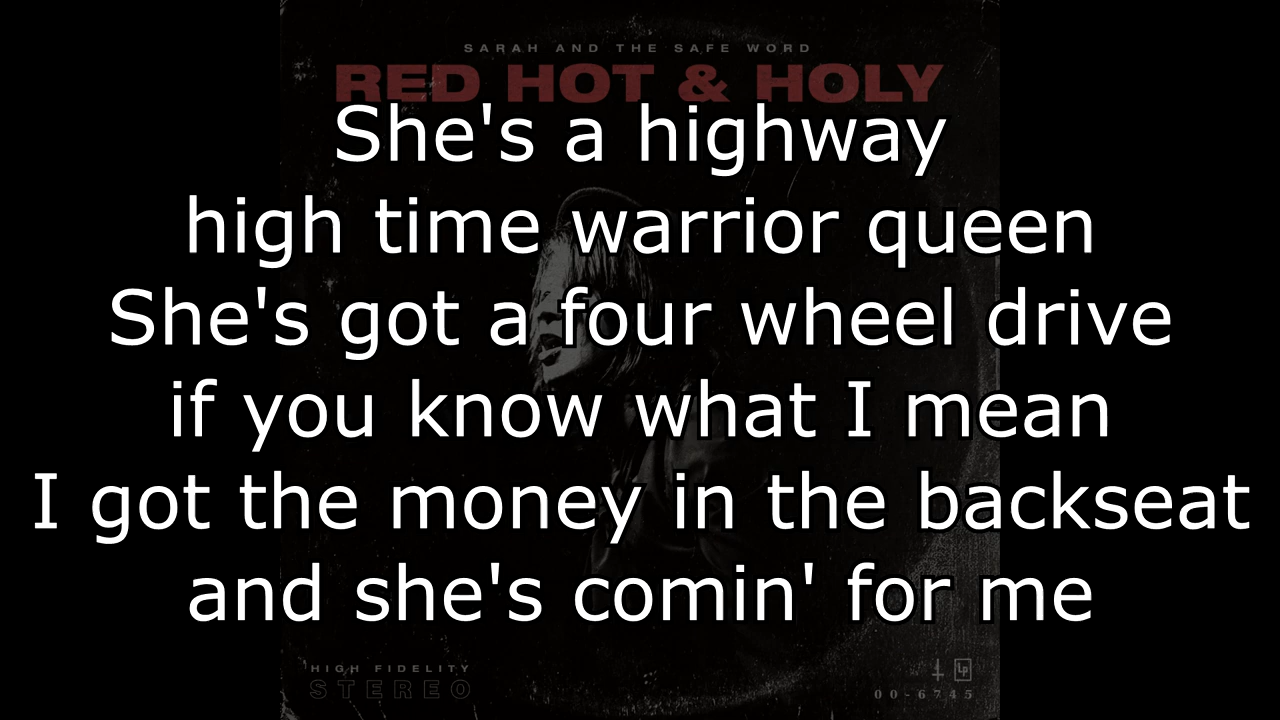 SARAH AND THE SAFE WORD
RED HOT & HOLY
She's a highway
high time warrior queen
She's got a four wheel drive
if you know what I mean
I got the money in the backseat
and she's comin' for me
HIGH FIDELITY
STEREO
LP
00-6745